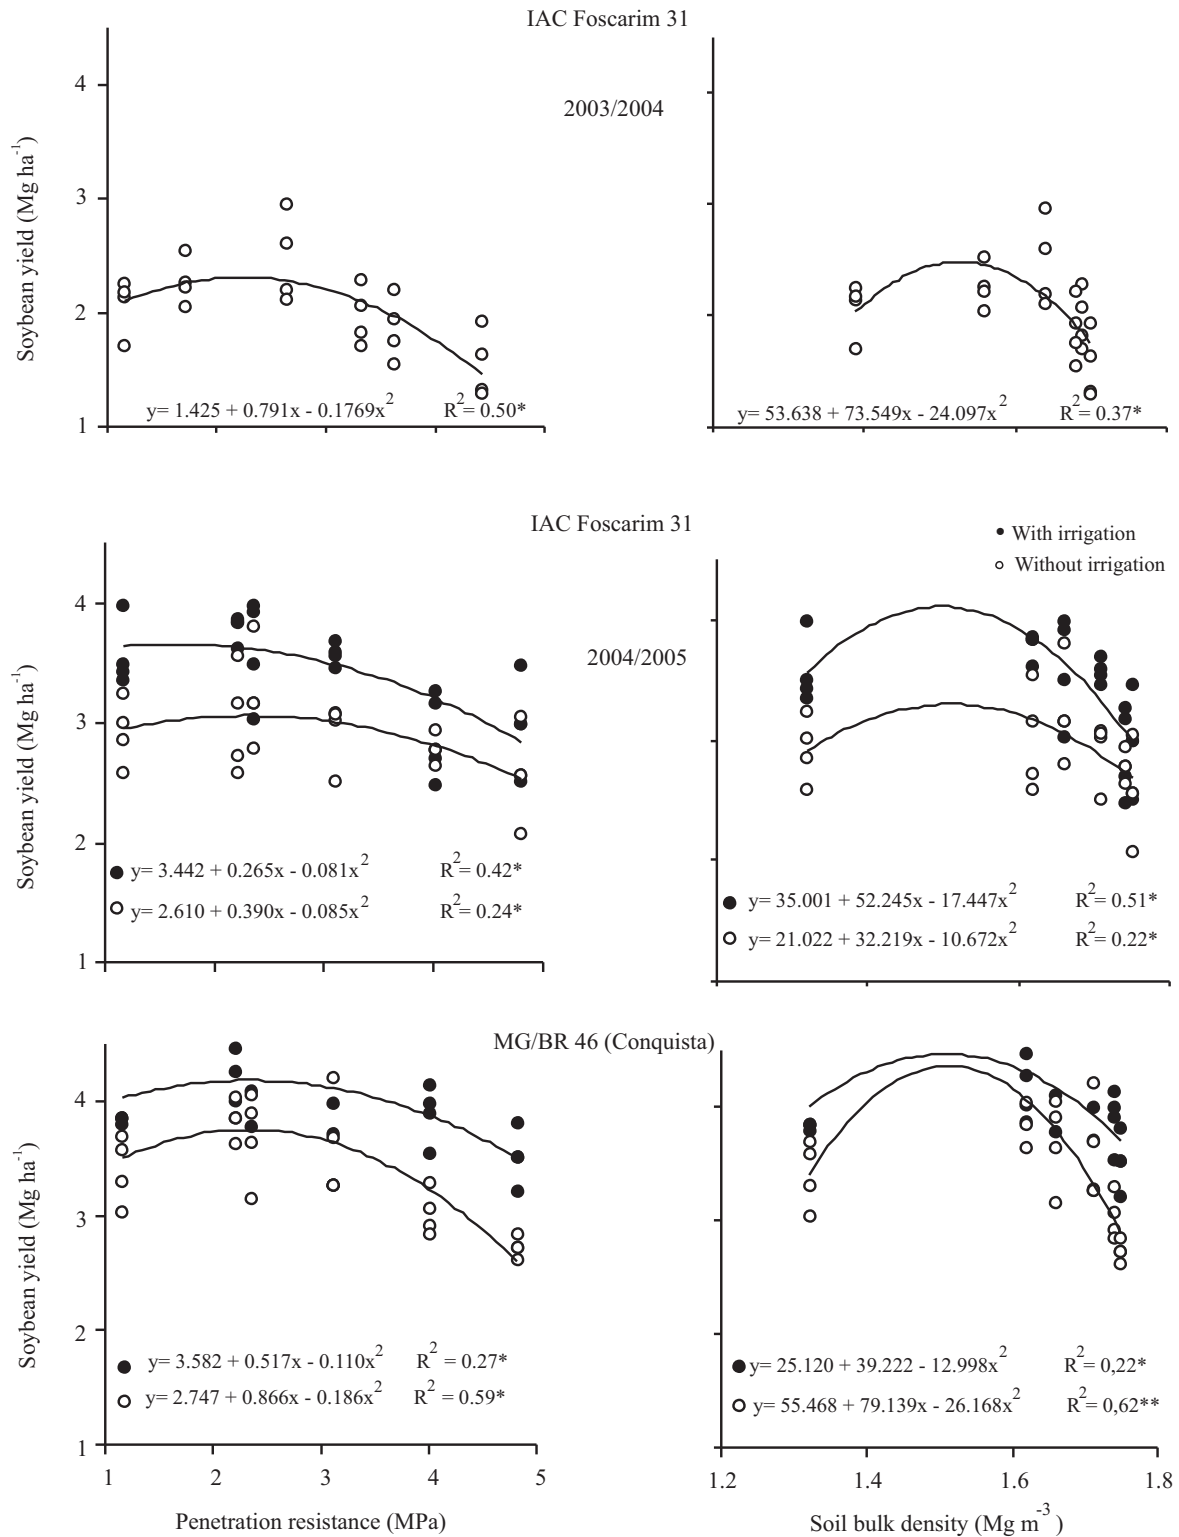 IAC Foscarim 31
2003/2004
Soybean yield (Mg ha-1)
4
3
2
1
y= 1.425 + 0.791x - 0.1769x2 R2= 0.50*
y= 53.638 + 73.549x - 24.097x2 R2= 0.37*
IAC Foscarim 31
2004/2005
With irrigation
Without irrigation
Soybean yield (Mg ha-1)
4
3
2
1
y= 3.442 + 0.265x - 0.081x2 R2= 0.42*
y= 2.610 + 0.390x - 0.085x2 R2= 0.24*
y= 35.001 + 52.245x - 17.447x2 R2= 0.51*
y= 21.022 + 32.219x - 10.672x2 R2= 0.22*
MG/BR 46 (Conquista)
Soybean yield (Mg ha-1)
4
3
2
1
y= 3.582 + 0.517x - 0.110x2 R2 = 0.27*
y= 2.747 + 0.866x - 0.186x2 R2 = 0.59*
y= 25.120 + 39.222 - 12.998x2 R2= 0,22*
y= 55.468 + 79.139x - 26.168x2 R2= 0,62**
1 2 3 4 5
Penetration resistance (MPa)
1.2 1.4 1.6 1.8
Soil bulk density (Mg m-3)